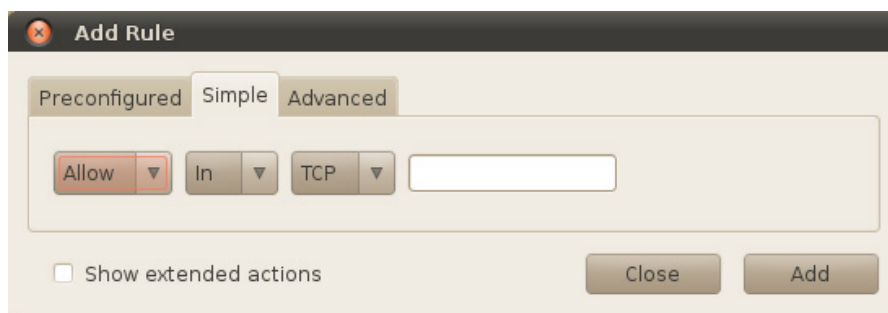 Add Rule
Preconfigured Simple Advanced
Allow In TCP
Show extended actions Close Add